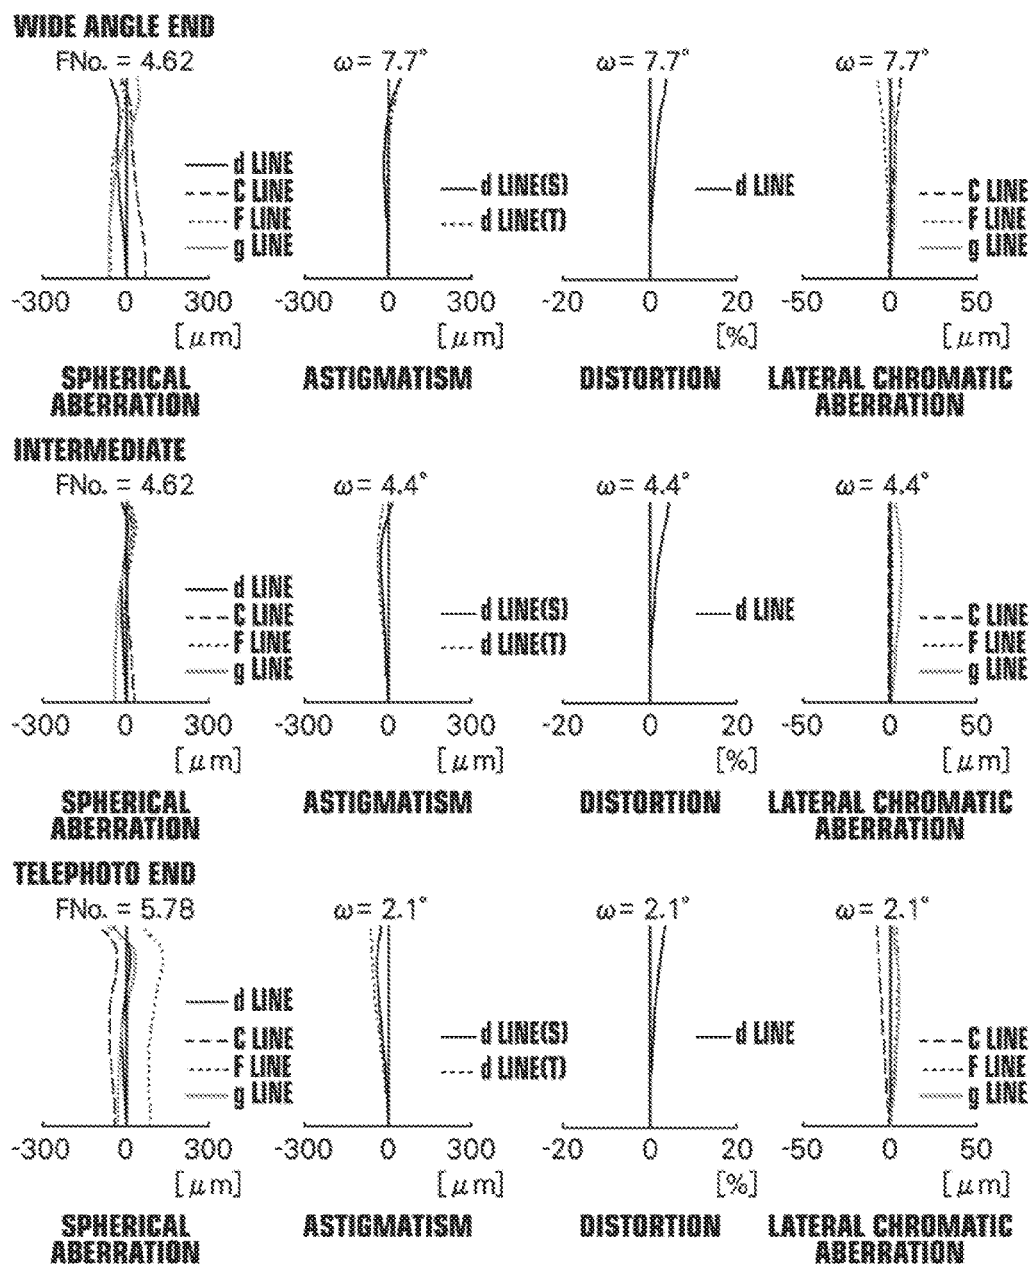 WIDE ANGLE END
FNo. = 4.62
ω = 7.7°
ω = 7.7°
ω = 7.7°
d LINE
C LINE
F LINE
g LINE
d LINE(S)
d LINE(T)
d LINE
C LINE
F LINE
g LINE
-300 0 300
[μm]
-300 0 300
[μm]
-20 0 20
[%]
-50 0 50
[μm]
SPHERICAL
ABERRATION
ASTIGMATISM
DISTORTION
LATERAL CHROMATIC
ABERRATION
INTERMEDIATE
FNo. = 4.62
ω = 4.4°
ω = 4.4°
ω = 4.4°
d LINE
C LINE
F LINE
g LINE
d LINE(S)
d LINE(T)
d LINE
C LINE
F LINE
g LINE
-300 0 300
[μm]
-300 0 300
[μm]
-20 0 20
[%]
-50 0 50
[μm]
SPHERICAL
ABERRATION
ASTIGMATISM
DISTORTION
LATERAL CHROMATIC
ABERRATION
TELEPHOTO END
FNo. = 5.78
ω = 2.1°
ω = 2.1°
ω = 2.1°
d LINE
C LINE
F LINE
g LINE
d LINE(S)
d LINE(T)
d LINE
C LINE
F LINE
g LINE
-300 0 300
[μm]
-300 0 300
[μm]
-20 0 20
[%]
-50 0 50
[μm]
SPHERICAL
ABERRATION
ASTIGMATISM
DISTORTION
LATERAL CHROMATIC
ABERRATION